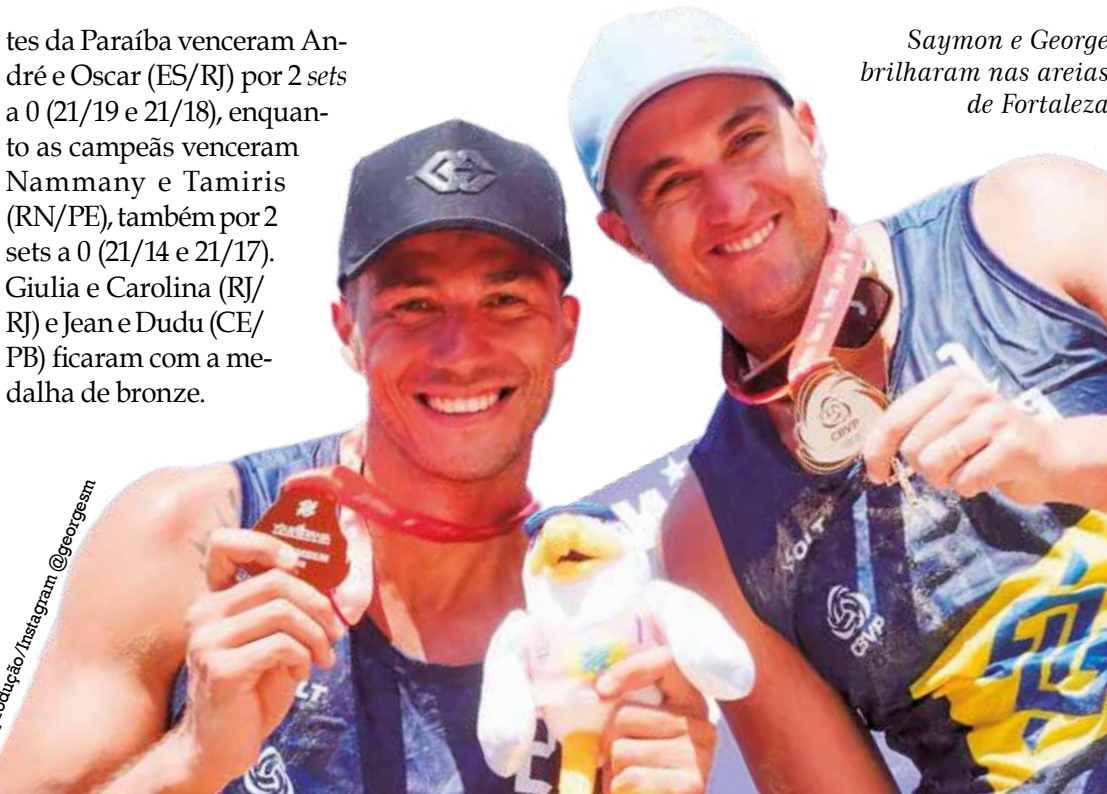 tes da Paraíba venceram An-
dré e Oscar (ES/RJ) por 2 sets
a 0 (21/19 e 21/18), enquan-
to as campeãs venceram
Nammany e Tamiris
(RN/PE), também por 2
sets a 0 (21/14 e 21/17).
Giulia e Carolina (RJ/
RJ) e Jean e Dudu (CE/
PB) ficaram com a me-
dalha de bronze.
Saymon e George
brilharam nas areias
de Fortaleza
@georgesm
CBVP
CBVP